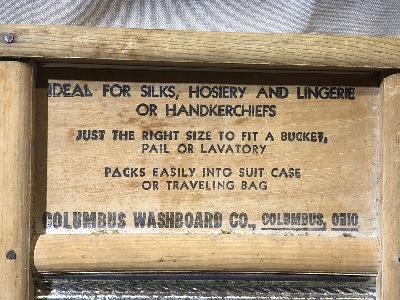 IDEAL FOR SILKS, HOSIERY AND LINGERIE
OR HANDKERCHIEFS
JUST THE RIGHT SIZE TO FIT A BUCKET,
PAIL OR LAVATORY
PACKS EASILY INTO SUIT CASE
OR TRAVELING BAG
COLUMBUS WASHBOARD CO., COLUMBUS, OHIO